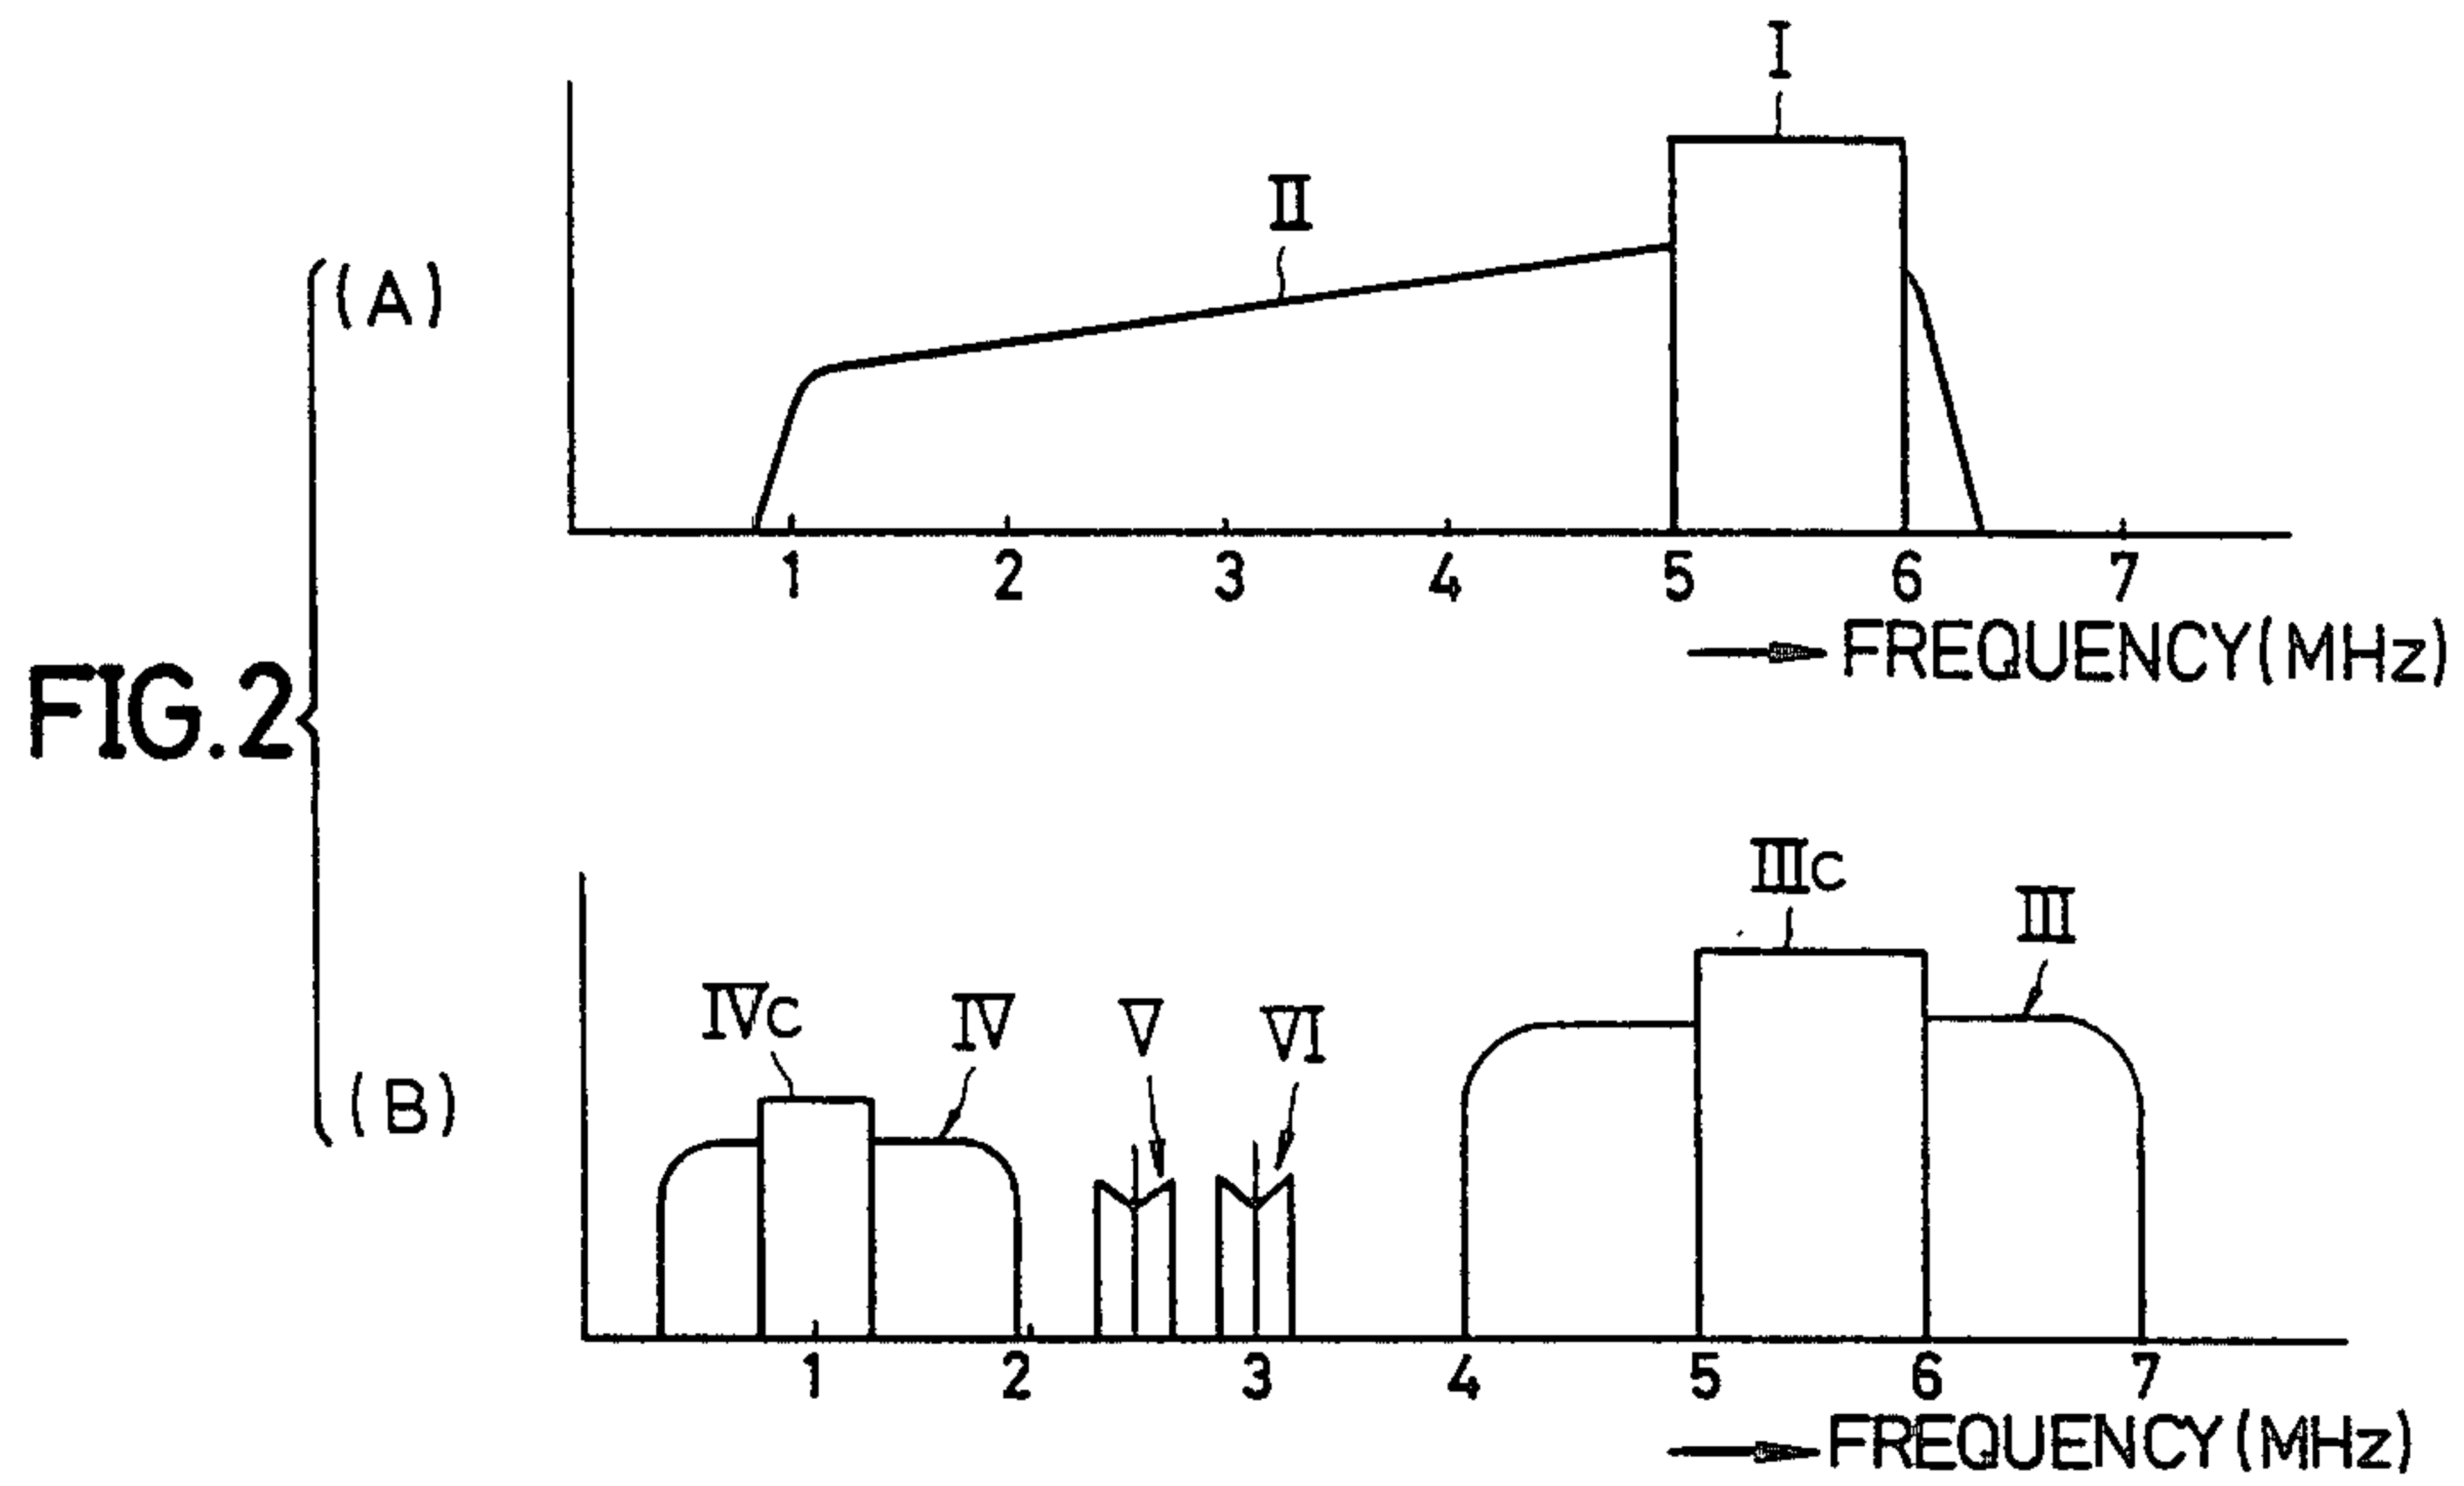 I
II
(A)
1 2 3 4 5 6 7
FREQUENCY(MHz)
FIG.2
IIIC
III
IVC IV V VI
(B)
1 2 3 4 5 6 7
FREQUENCY(MHz)